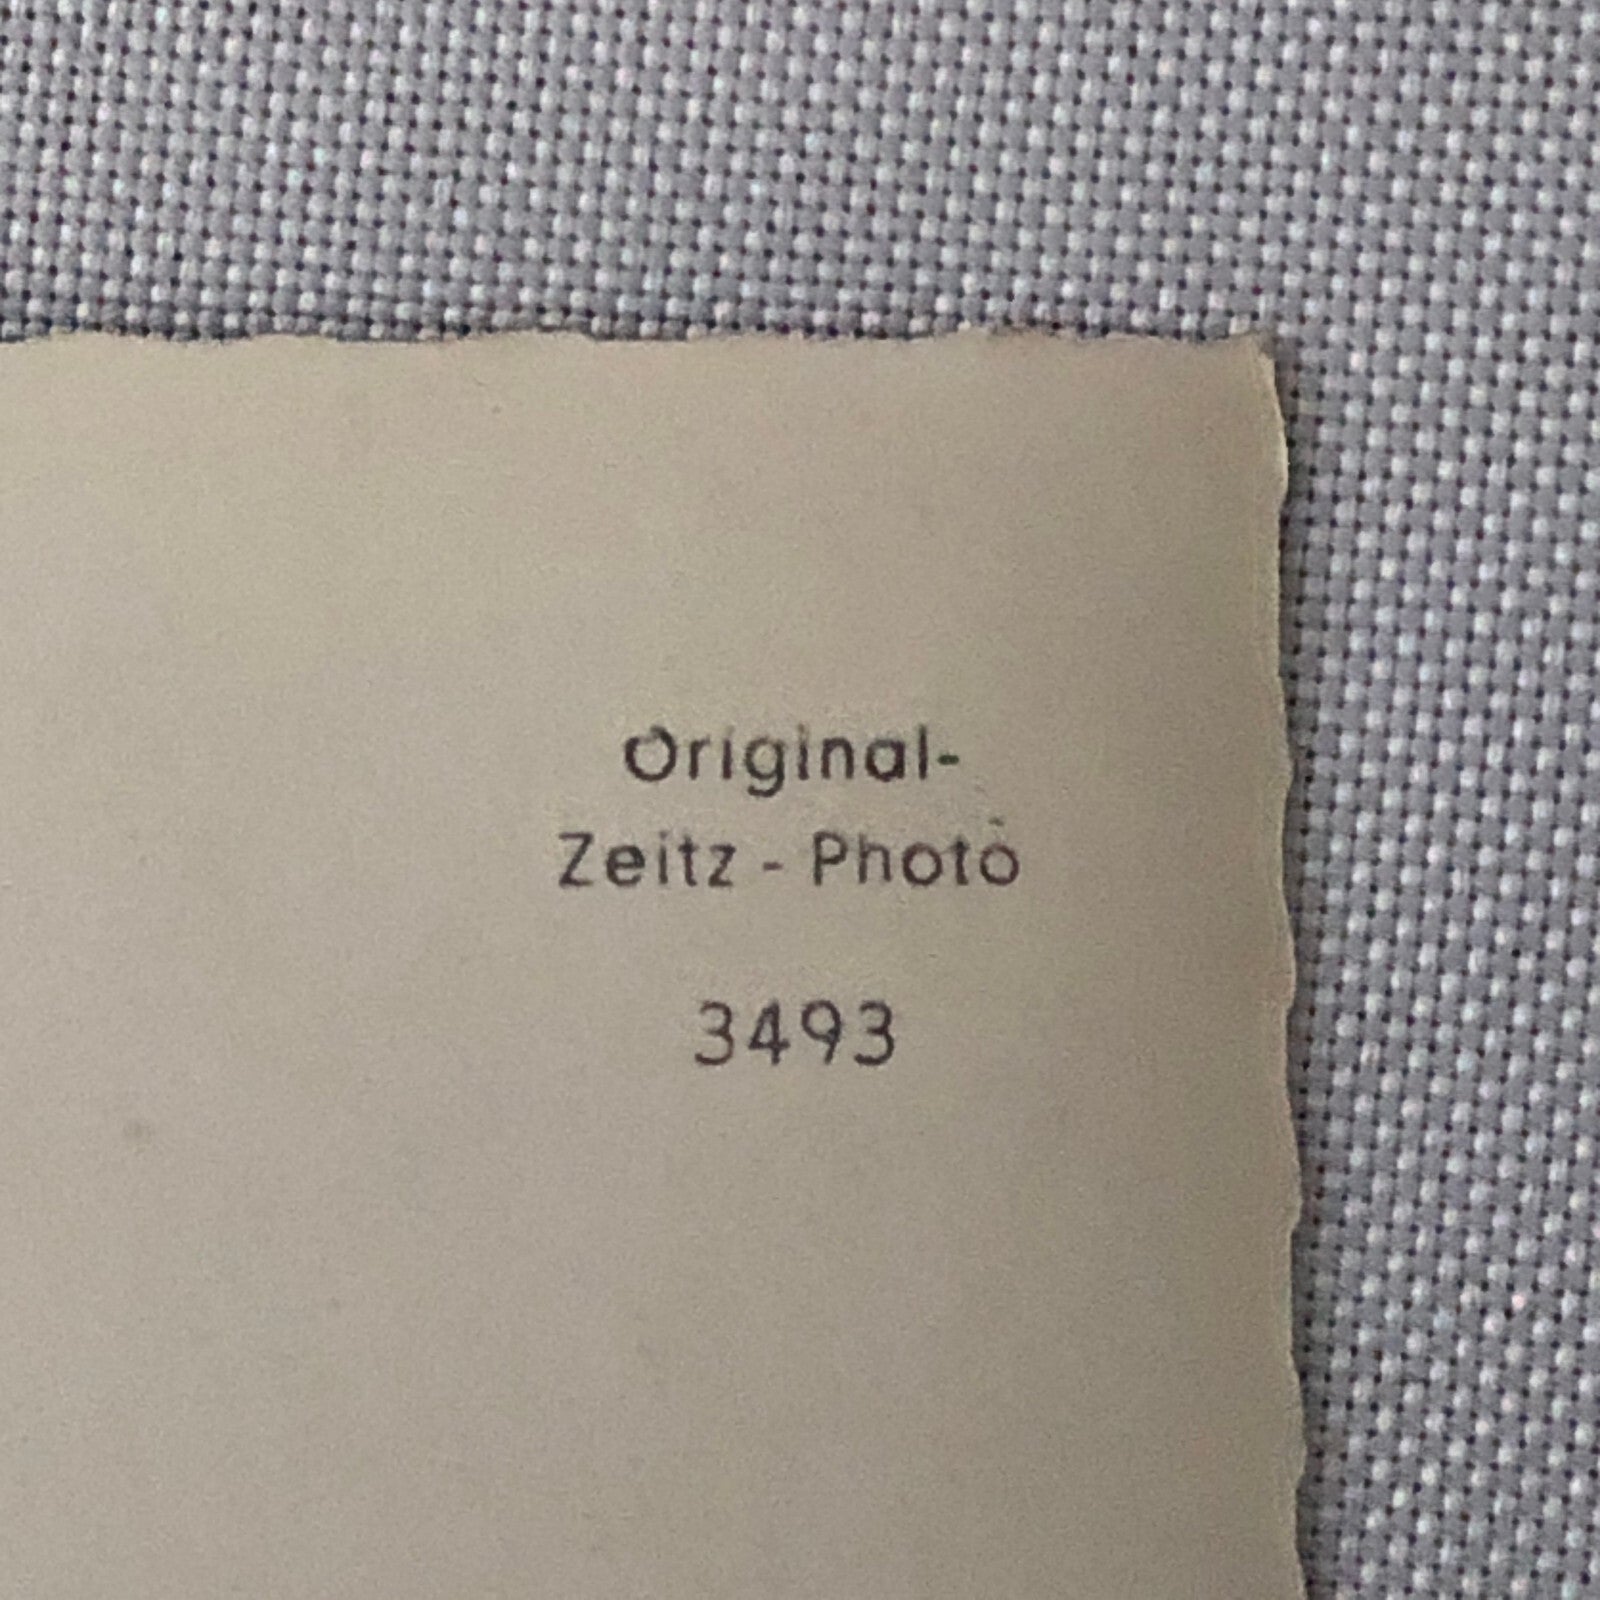 Original-
Zeitz - Photo
3493